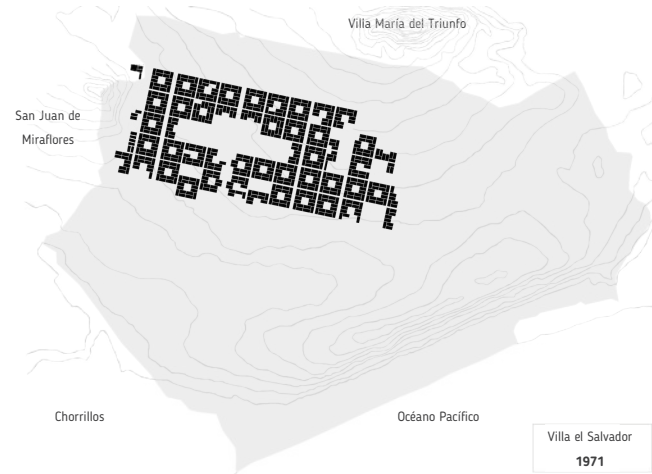 Villa María del Triunfo
San Juan de
Miraflores
Chorrillos
Océano Pacífico
Villa el Salvador
1971